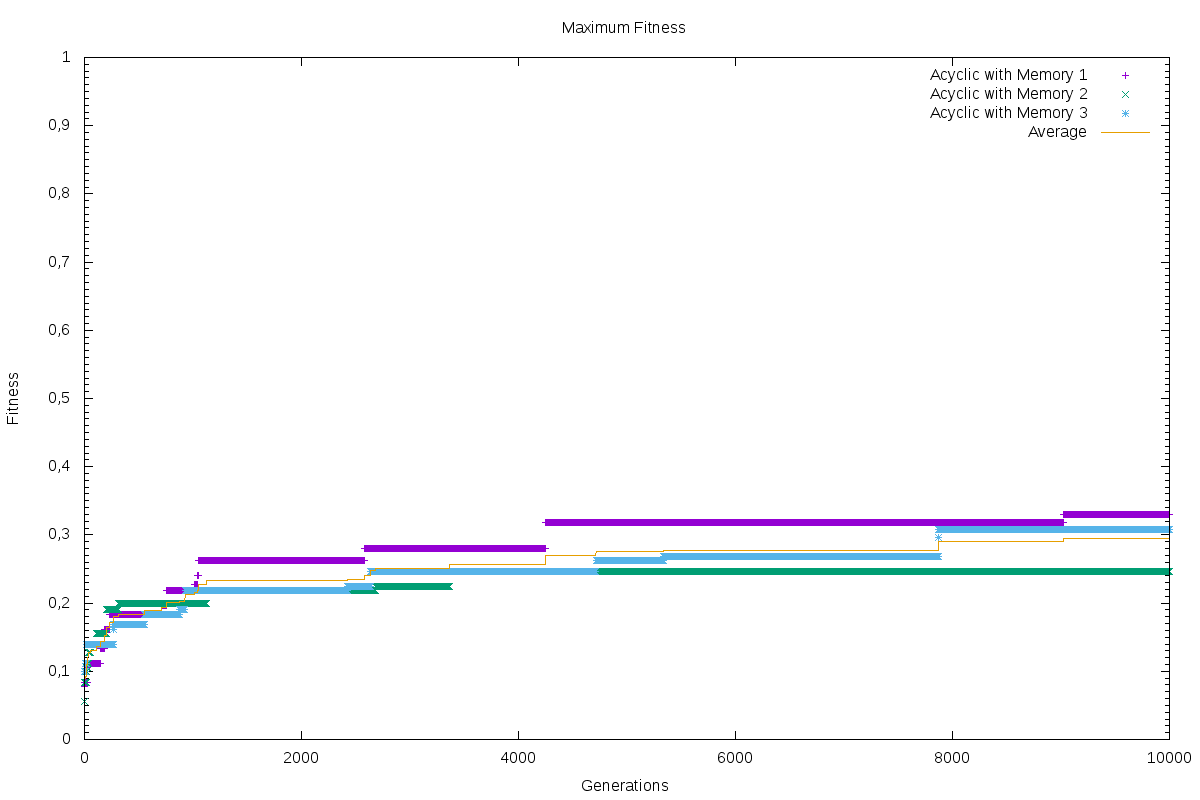 Maximum Fitness
1
0,9
0,8
0,7
0,6
0,5
0,4
0,3
0,2
0,1
0
Fitness
Acyclic with Memory 1
Acyclic with Memory 2
Acyclic with Memory 3
Average
0 2000 4000 6000 8000 10000
Generations